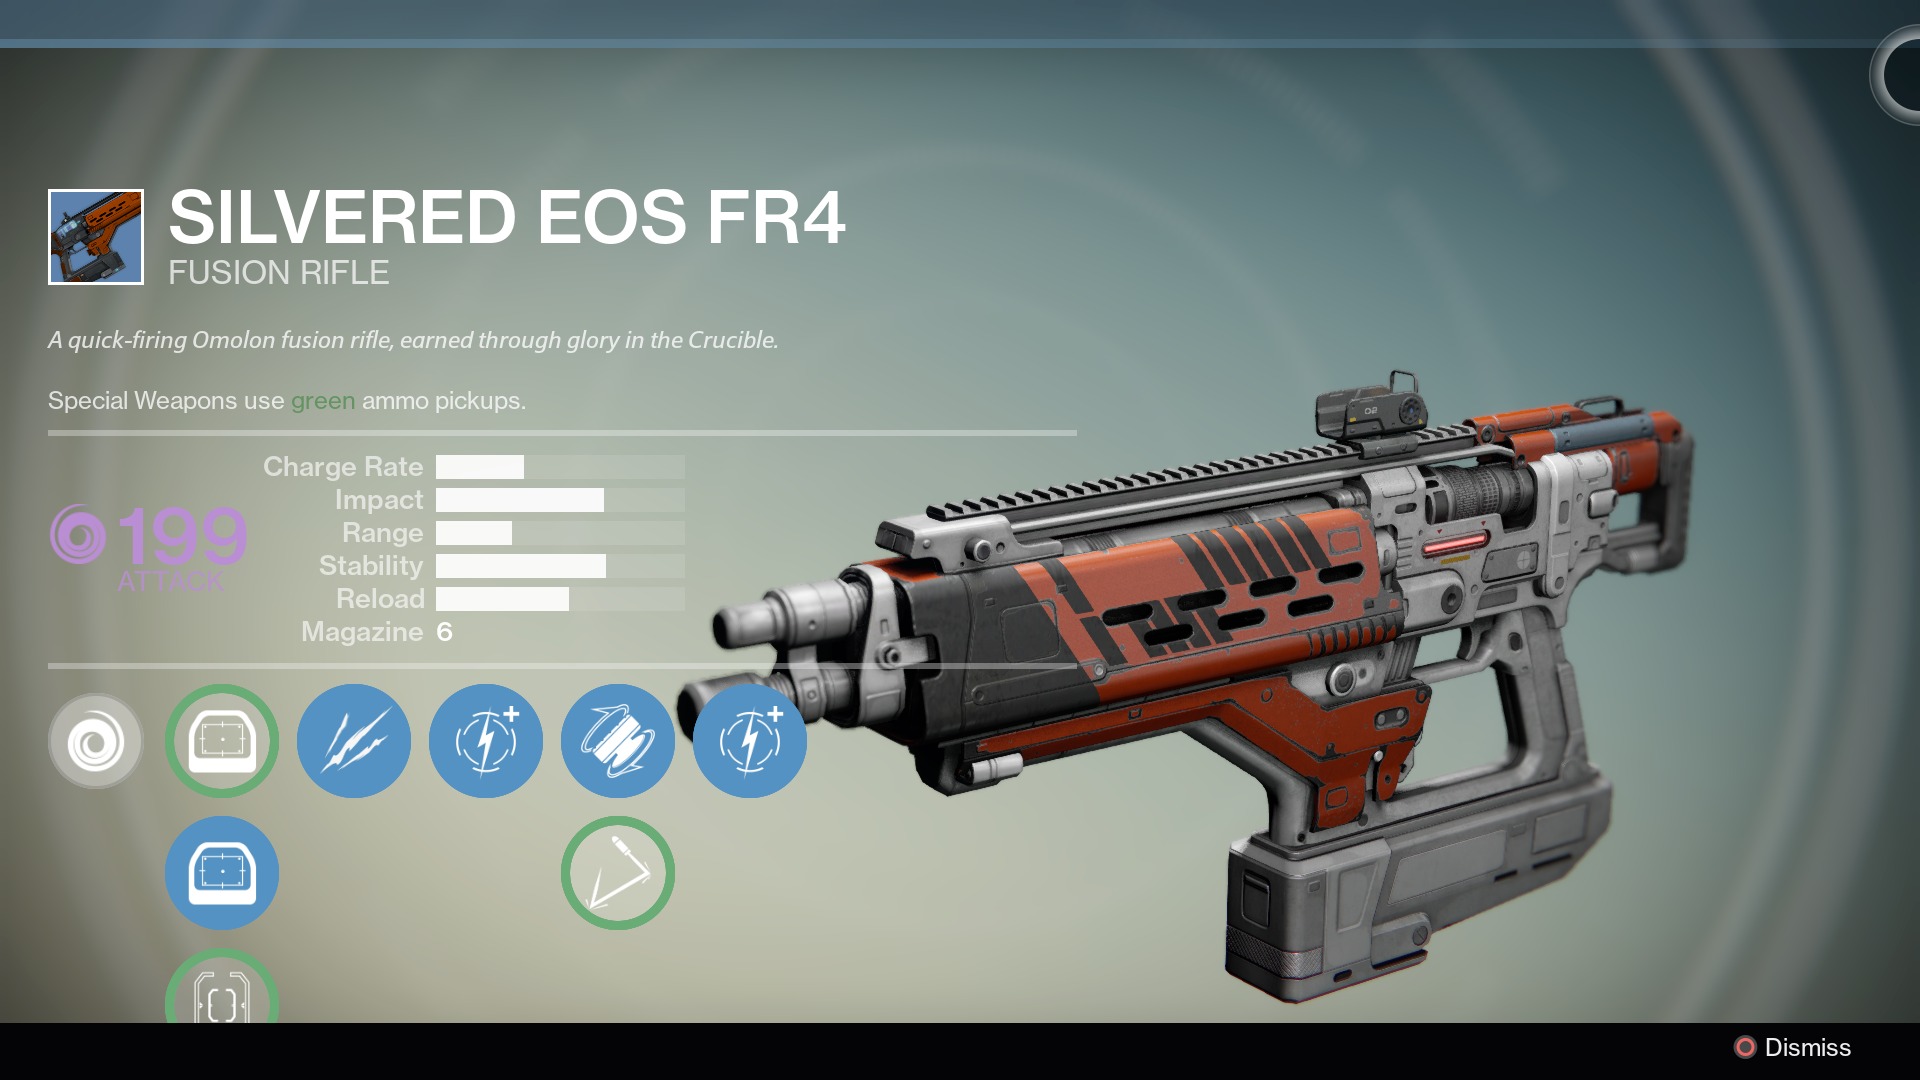 SILVERED EOS FR4
FUSION RIFLE
A quick-firing Omolon fusion rifle, earned through glory in the Crucible.
Special Weapons use green ammo pickups.
199
ATTACK
Charge Rate
Impact
Range
Stability
Reload
Magazine 6
02
Dismiss